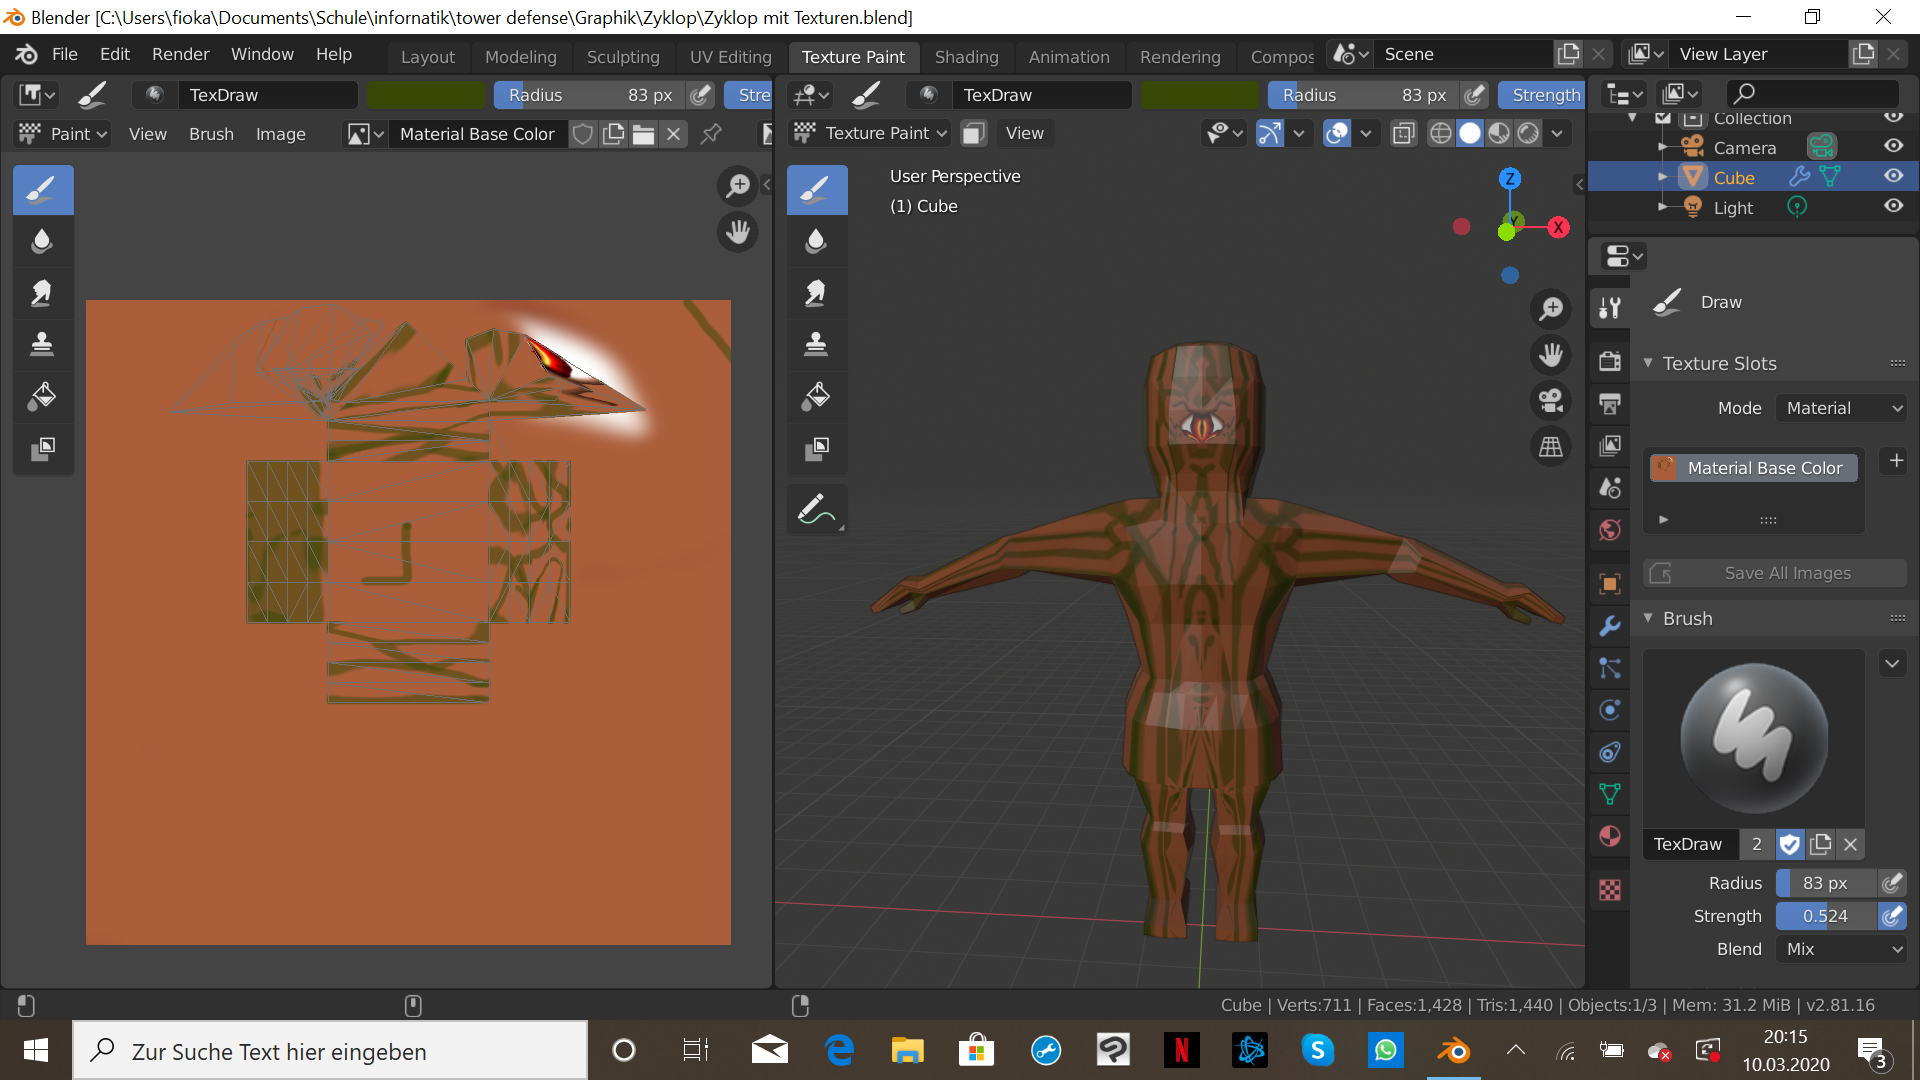 Blender [C:\Users\fioka\Documents\Schule\infornatik\tower defense\Graphik\Zyklop\Zyklop mit Texturen.blend]
File Edit Render Window Help Layout Modeling Sculpting UV Editing Texture Paint Shading Animation Rendering Compos Scene View Layer
TexDraw Radius 83 px Stre TexDraw Radius 83 px Strength
Paint View Brush Image Material Base Color Texture Paint View
Collection
Camera
Cube
Light
User Perspective
(1) Cube
Z
Y
X
Draw
Texture Slots
Mode Material
Material Base Color
Save All Images
Brush
TexDraw 2
Radius 83 px
Strength 0.524
Blend Mix
Cube | Verts:711 | Faces:1,428 | Tris:1,440 | Objects:1/3 | Mem: 31.2 MiB | v2.81.16
Zur Suche Text hier eingeben
N
S
20:15
10.03.2020
3